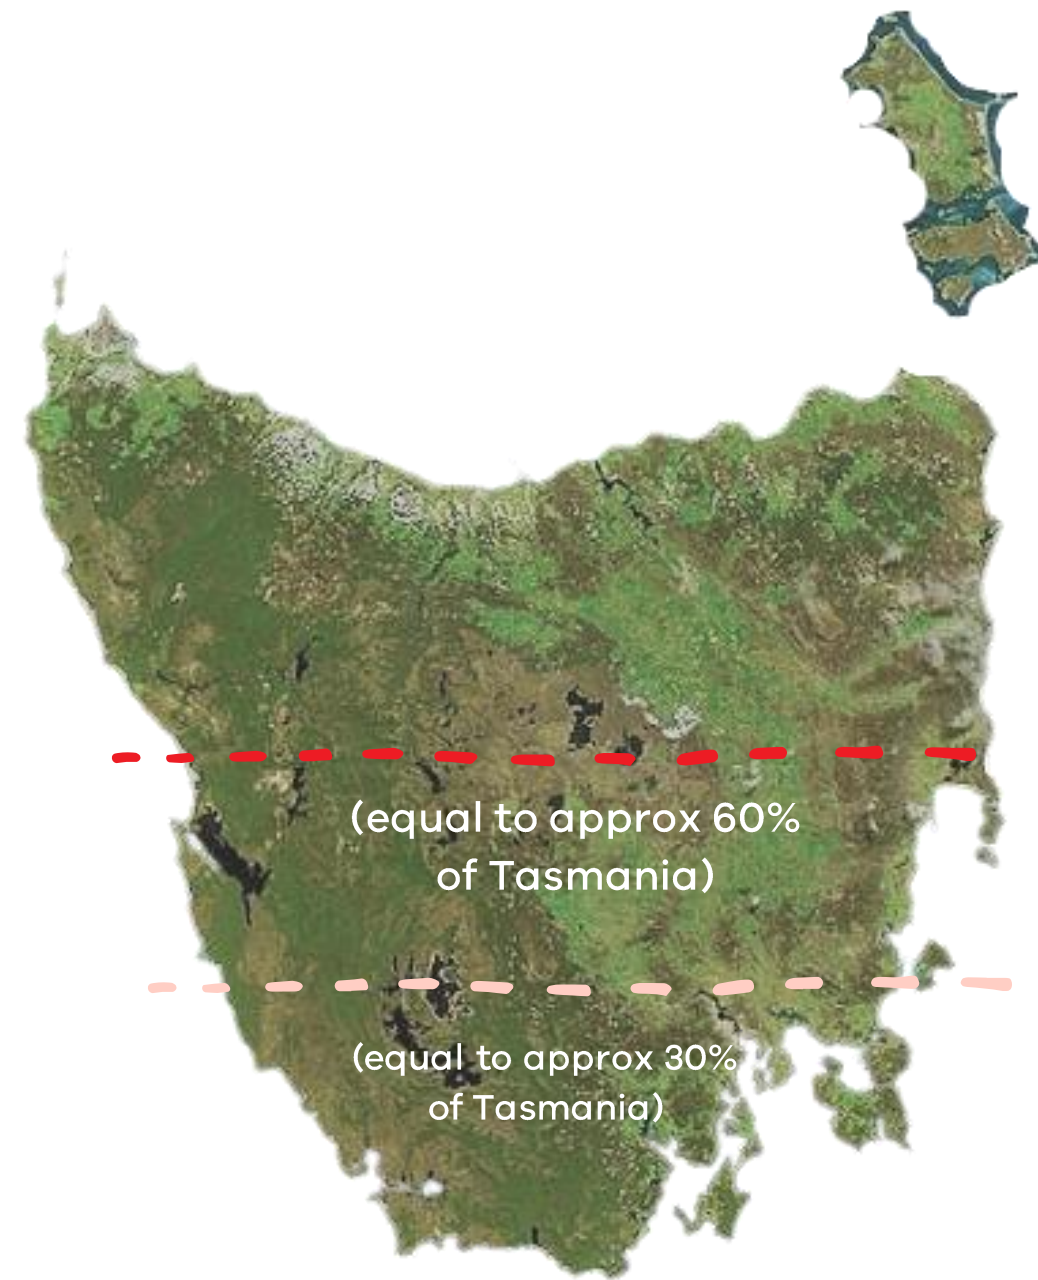 (equal to approx 60%
of Tasmania)
(equal to approx 30%
of Tasmania)